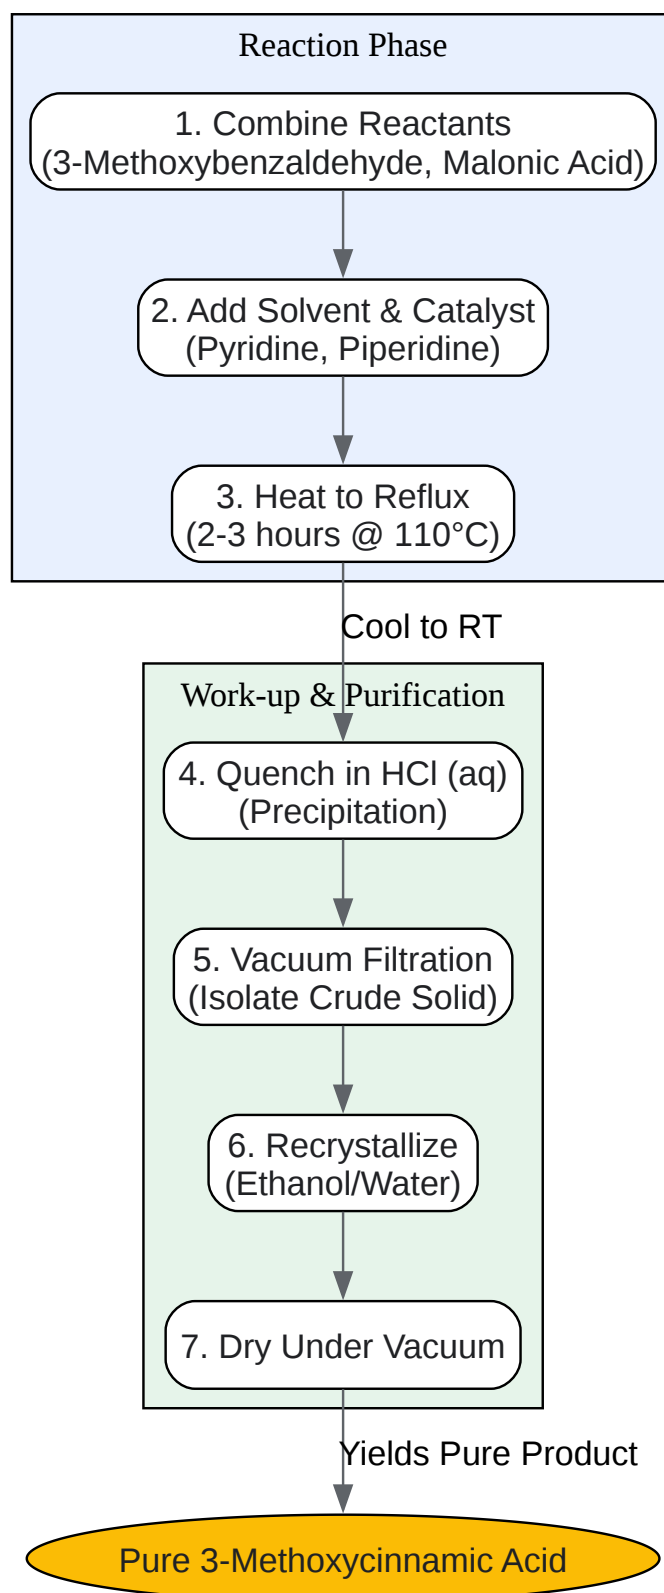 Reaction Phase
1. Combine Reactants
(3-Methoxybenzaldehyde, Malonic Acid)
2. Add Solvent & Catalyst
(Pyridine, Piperidine)
3. Heat to Reflux
(2-3 hours @ 110°C)
Cool to RT
Work-up & Purification
4. Quench in HCl (aq)
(Precipitation)
5. Vacuum Filtration
(Isolate Crude Solid)
6. Recrystallize
(Ethanol/Water)
7. Dry Under Vacuum
Yields Pure Product
Pure 3-Methoxycinnamic Acid